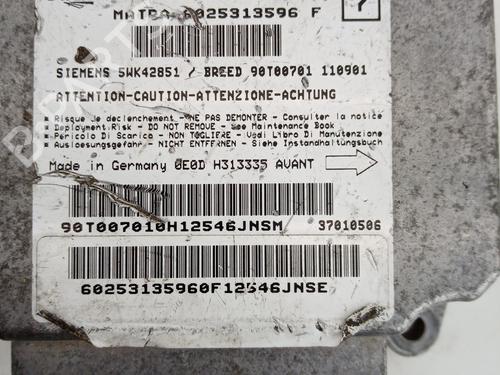 MATRA 6025313596 F
?
SIEMENS 5WK42851 / BREED 90T00701 110901
ATTENTION-CAUTION-ATTENZIONE-ACHTUNG
Risque de declenchement. - NE PAS DEMONTER - Consulter la notice
Deployment Risk - DO NOT REMOVE - See Maintenance Book
Pericolo Di Scarico - NON TOGLIERE - Vedi Libro Di Manutenzione
Auslosungsgefahr - NICHT ENTFERNEN - Siehe Instandhaltungsbuch
Made in Germany 0E0D H313335 AVANT
90T007010H12546JNSM 37010506
60253135960F12546JNSE